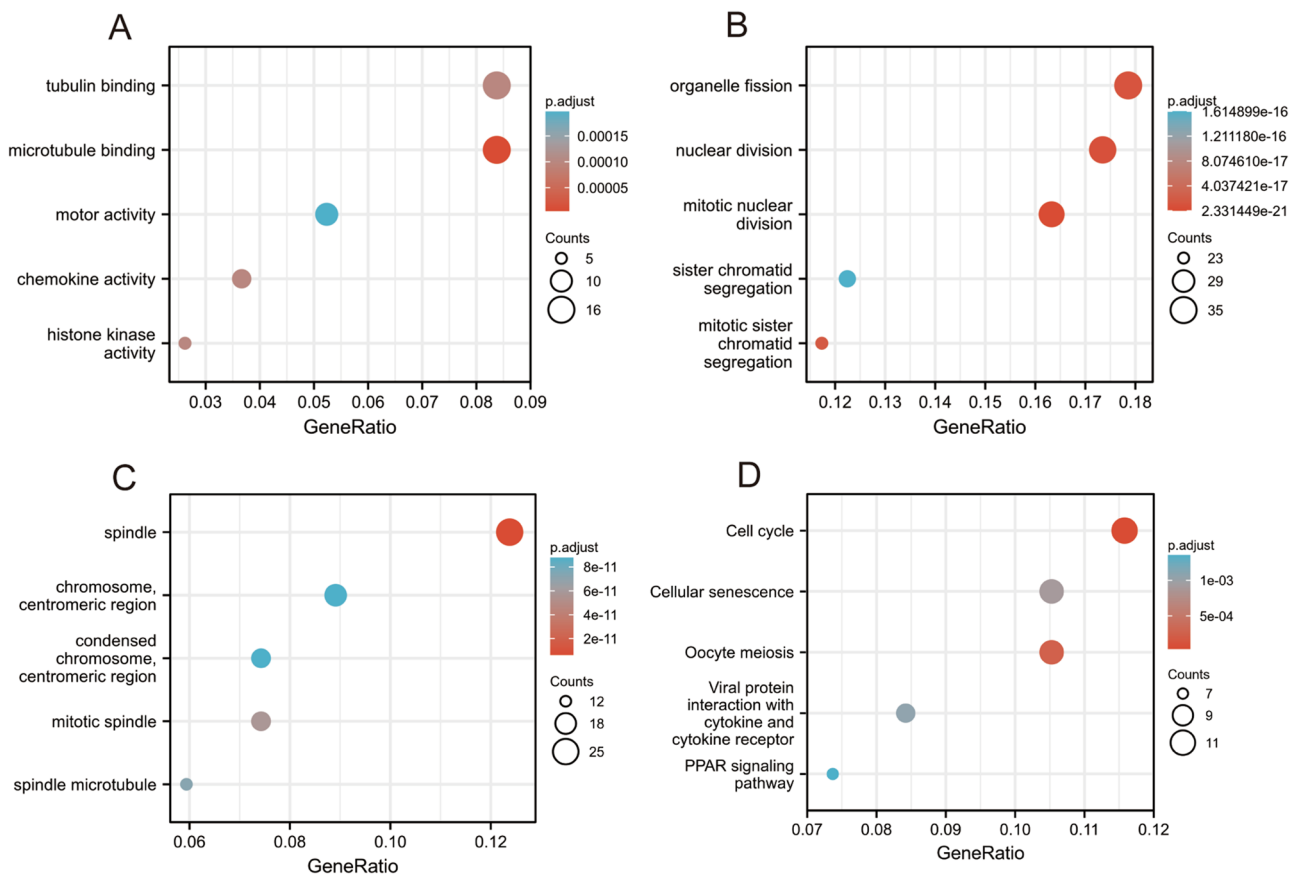 A
tubulin binding
microtubule binding
motor activity
chemokine activity
histone kinase
activity
0.03 0.04 0.05 0.06 0.07 0.08 0.09
GeneRatio
p.adjust
0.00015
0.00010
0.00005
Counts
5
10
16
B
organelle fission
nuclear division
mitotic nuclear
division
sister chromatid
segregation
mitotic sister
chromatid
segregation
0.12 0.13 0.14 0.15 0.16 0.17 0.18
GeneRatio
p.adjust
1.614899e-16
1.211180e-16
8.074610e-17
4.037421e-17
2.331449e-21
Counts
23
29
35
C
spindle
chromosome,
centromeric region
condensed
chromosome,
centromeric region
mitotic spindle
spindle microtubule
0.06 0.08 0.10 0.12
GeneRatio
p.adjust
8e-11
6e-11
4e-11
2e-11
Counts
12
18
25
D
Cell cycle
Cellular senescence
Oocyte meiosis
Viral protein
interaction with
cytokine and
cytokine receptor
PPAR signaling
pathway
0.07 0.08 0.09 0.10 0.11 0.12
GeneRatio
p.adjust
1e-03
5e-04
Counts
7
9
11